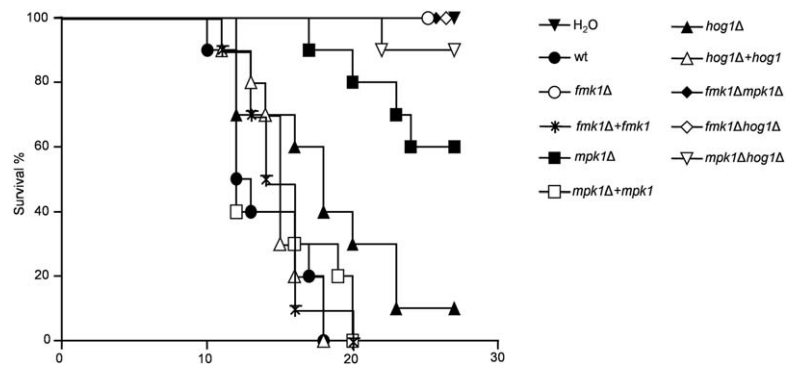 100
80
60
40
20
0
Survival %
0
10
20
30
H₂O
wt
fmk1Δ
fmk1Δ+fmk1
mpk1Δ
mpk1Δ+mpk1
hog1Δ
hog1Δ+hog1
fmk1Δmpk1Δ
fmk1Δhog1Δ
mpk1Δhog1Δ